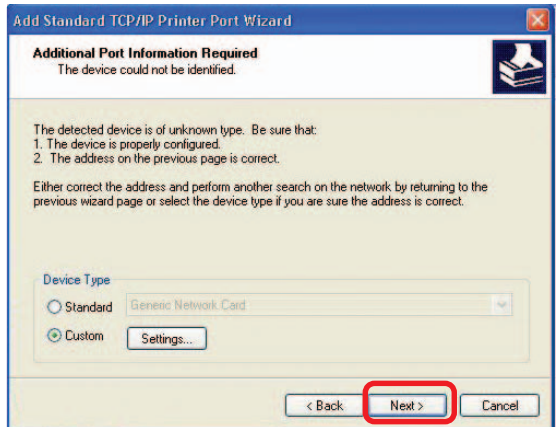 Add Standard TCP/IP Printer Port Wizard
Additional Port Information Required
The device could not be identified.
The detected device is of unknown type. Be sure that:
1. The device is properly configured.
2. The address on the previous page is correct.
Either correct the address and perform another search on the network by returning to the
previous wizard page or select the device type if you are sure the address is correct.
Device Type
Standard
Generic Network Card
Custom
Settings...
< Back
Next >
Cancel